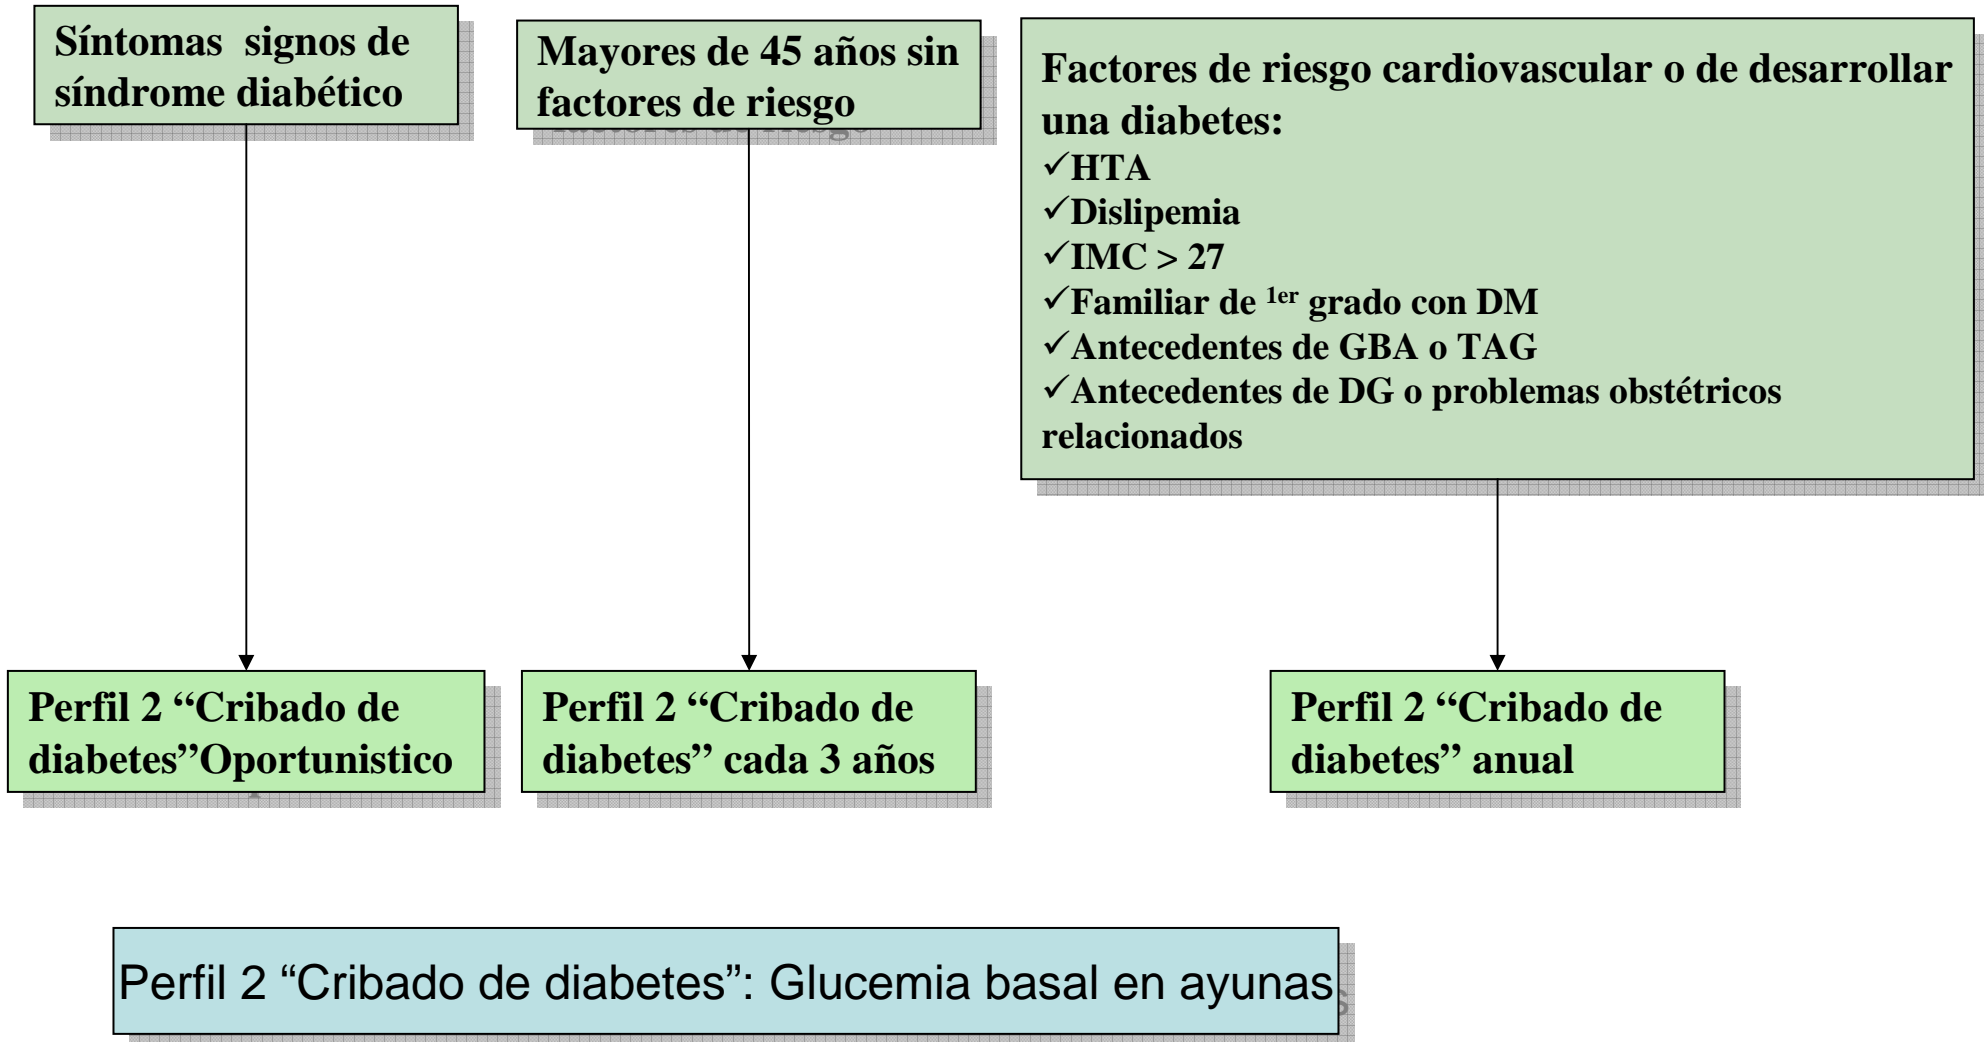 Síntomas signos de
síndrome diabético
Mayores de 45 años sin
factores de riesgo
Factores de riesgo cardiovascular o de desarrollar
una diabetes:
✓HTA
✓Dislipemia
✓IMC > 27
✓Familiar de 1er grado con DM
✓Antecedentes de GBA o TAG
✓Antecedentes de DG o problemas obstétricos
relacionados
Perfil 2 “Cribado de
diabetes”Oportunistico
Perfil 2 “Cribado de
diabetes” cada 3 años
Perfil 2 “Cribado de
diabetes” anual
Perfil 2 “Cribado de diabetes”: Glucemia basal en ayunas